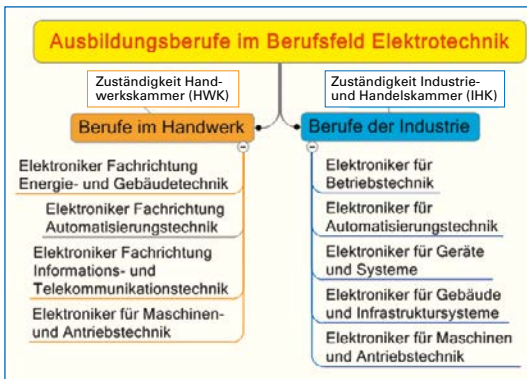 Ausbildungsberufe im Berufsfeld Elektrotechnik
Zuständigkeit Hand-
werkskammer (HWK)
Zuständigkeit Industrie-
und Handelskammer (IHK)
Berufe im Handwerk
Berufe der Industrie
Elektroniker Fachrichtung
Energie- und Gebäudetechnik
Elektroniker Fachrichtung
Automatisierungstechnik
Elektroniker Fachrichtung
Informations- und
Telekommunikationstechnik
Elektroniker für Maschinen-
und Antriebstechnik
Elektroniker für
Betriebstechnik
Elektroniker für
Automatisierungstechnik
Elektroniker für Geräte
und Systeme
Elektroniker für Gebäude
und Infrastruktursysteme
Elektroniker für Maschinen
und Antriebstechnik